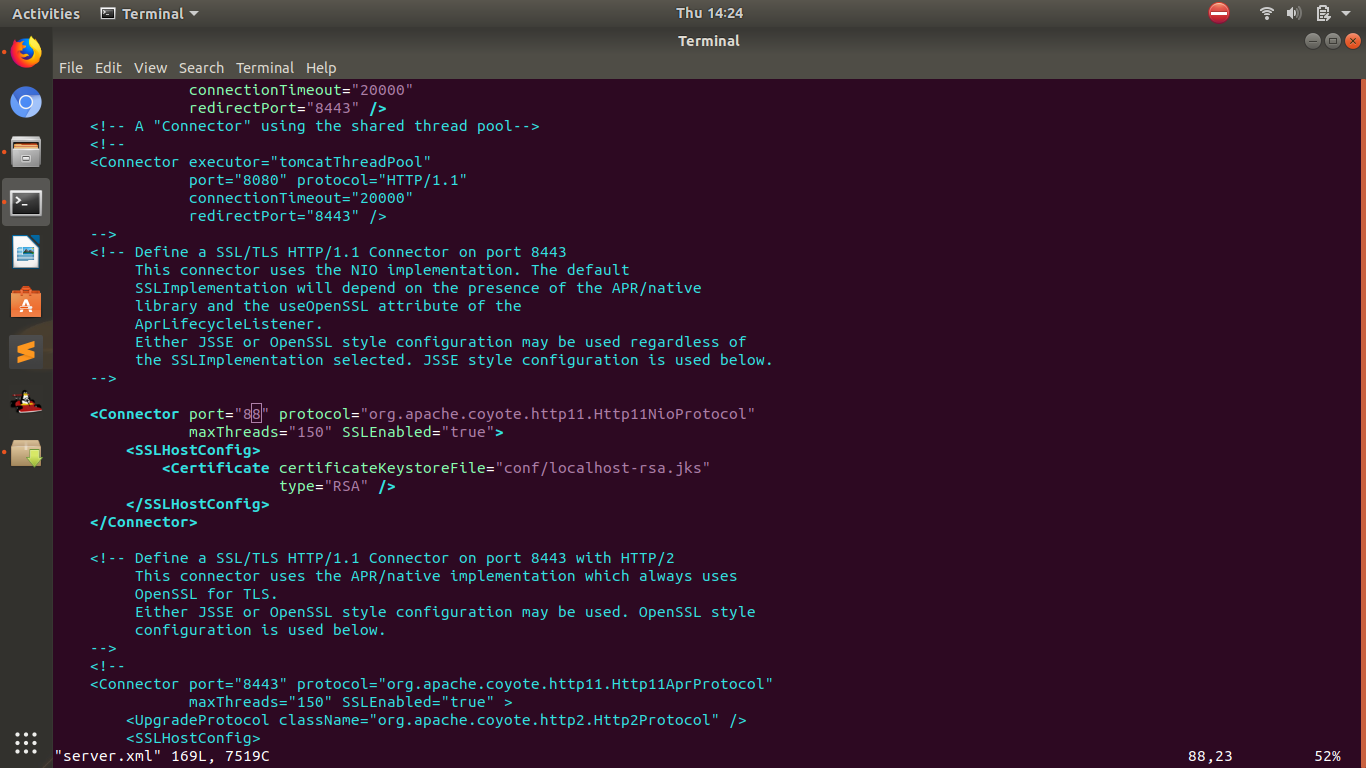 Activities Terminal Thu 14:24
Terminal
File Edit View Search Terminal Help
           connectionTimeout="20000"
           redirectPort="8443" />
<!-- A "Connector" using the shared thread pool-->
<!--
<Connector executor="tomcatThreadPool"
           port="8080" protocol="HTTP/1.1"
           connectionTimeout="20000"
           redirectPort="8443" />
-->
<!-- Define a SSL/TLS HTTP/1.1 Connector on port 8443
     This connector uses the NIO implementation. The default
     SSLImplementation will depend on the presence of the APR/native
     library and the useOpenSSL attribute of the
     AprLifecycleListener.
     Either JSSE or OpenSSL style configuration may be used regardless of
     the SSLImplementation selected. JSSE style configuration is used below.
-->
<Connector port="88" protocol="org.apache.coyote.http11.Http11NioProtocol"
           maxThreads="150" SSLEnabled="true">
    <SSLHostConfig>
        <Certificate certificateKeystoreFile="conf/localhost-rsa.jks"
                     type="RSA" />
    </SSLHostConfig>
</Connector>
<!-- Define a SSL/TLS HTTP/1.1 Connector on port 8443 with HTTP/2
     This connector uses the APR/native implementation which always uses
     OpenSSL for TLS.
     Either JSSE or OpenSSL style configuration may be used. OpenSSL style
     configuration is used below.
-->
<!--
<Connector port="8443" protocol="org.apache.coyote.http11.Http11AprProtocol"
           maxThreads="150" SSLEnabled="true" >
    <UpgradeProtocol className="org.apache.coyote.http2.Http2Protocol" />
    <SSLHostConfig>
"server.xml" 169L, 7519C 88,23 52%